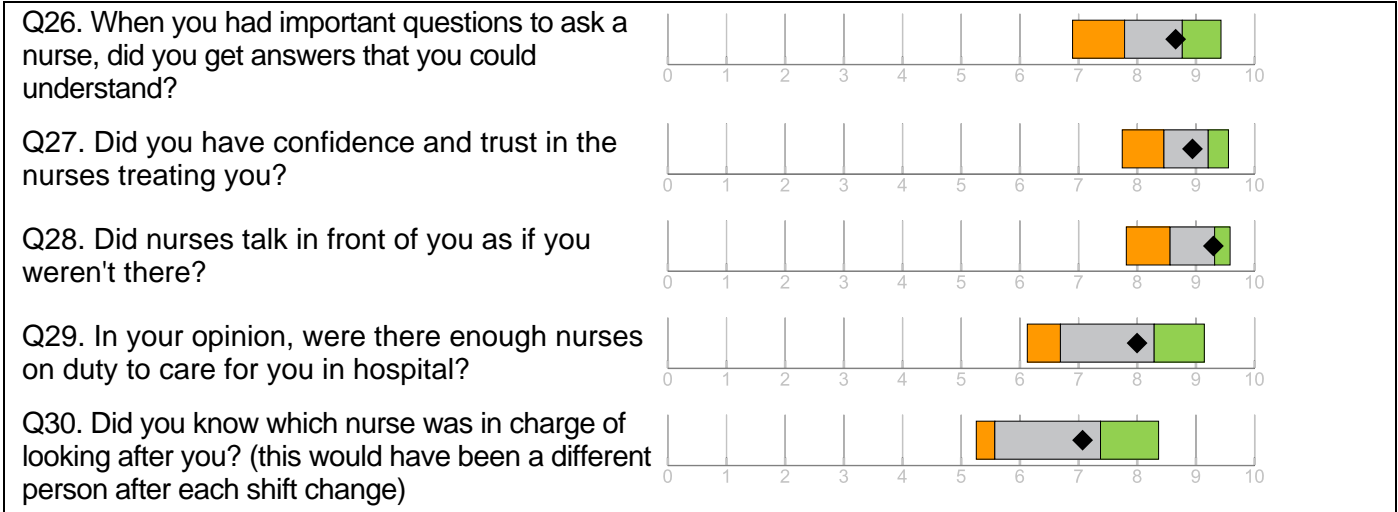 Q26. When you had important questions to ask a
nurse, did you get answers that you could
understand?
0 1 2 3 4 5 6 7 8 9 10
Q27. Did you have confidence and trust in the
nurses treating you?
0 1 2 3 4 5 6 7 8 9 10
Q28. Did nurses talk in front of you as if you
weren't there?
0 1 2 3 4 5 6 7 8 9 10
Q29. In your opinion, were there enough nurses
on duty to care for you in hospital?
0 1 2 3 4 5 6 7 8 9 10
Q30. Did you know which nurse was in charge of
looking after you? (this would have been a different
person after each shift change)
0 1 2 3 4 5 6 7 8 9 10